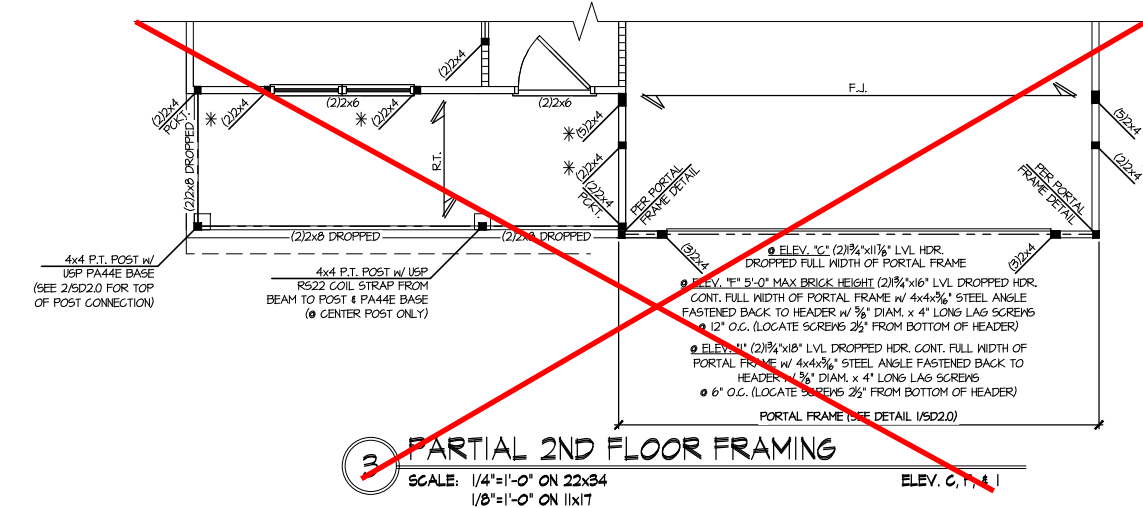 (2)2x4
F.J.
(2)2x6
(2)2x6
(2)2x4
PCKT.
(2)2x4
(2)2x4
(5)2x4
(5)2x4
(2)2x4
(2)2x4
(2)2x8 DROPPED
R.T.
(2)2x4
PCKT.
PER PORTAL
FRAME DETAIL
PER PORTAL
FRAME DETAIL
(2)2x8 DROPPED
(2)2x8 DROPPED
(3)2x4
(3)2x4
4x4 P.T. POST W/
USP PA44E BASE
(SEE 2/SD2.0 FOR TOP
OF POST CONNECTION)
4x4 P.T. POST W/ USP
RS22 COIL STRAP FROM
BEAM TO POST & PA44E BASE
(@ CENTER POST ONLY)
@ ELEV. "C" (2)1¾"x11⅞" LVL HDR.
DROPPED FULL WIDTH OF PORTAL FRAME
@ ELEV. "F" 5'-0" MAX BRICK HEIGHT (2)1¾"x16" LVL DROPPED HDR.
CONT. FULL WIDTH OF PORTAL FRAME W/ 4x4x5/16" STEEL ANGLE
FASTENED BACK TO HEADER W/ ⅝" DIAM. x 4" LONG LAG SCREWS
@ 12" O.C. (LOCATE SCREWS 2½" FROM BOTTOM OF HEADER)
@ ELEV. "I" (2)1¾"x18" LVL DROPPED HDR. CONT. FULL WIDTH OF
PORTAL FRAME W/ 4x4x5/16" STEEL ANGLE FASTENED BACK TO
HEADER W/ ⅝" DIAM. x 4" LONG LAG SCREWS
@ 6" O.C. (LOCATE SCREWS 2½" FROM BOTTOM OF HEADER)
PORTAL FRAME (SEE DETAIL 1/SD2.0)
3 PARTIAL 2ND FLOOR FRAMING
SCALE: 1/4"=1'-0" ON 22x34 ELEV. C, F, & I
1/8"=1'-0" ON 11x17